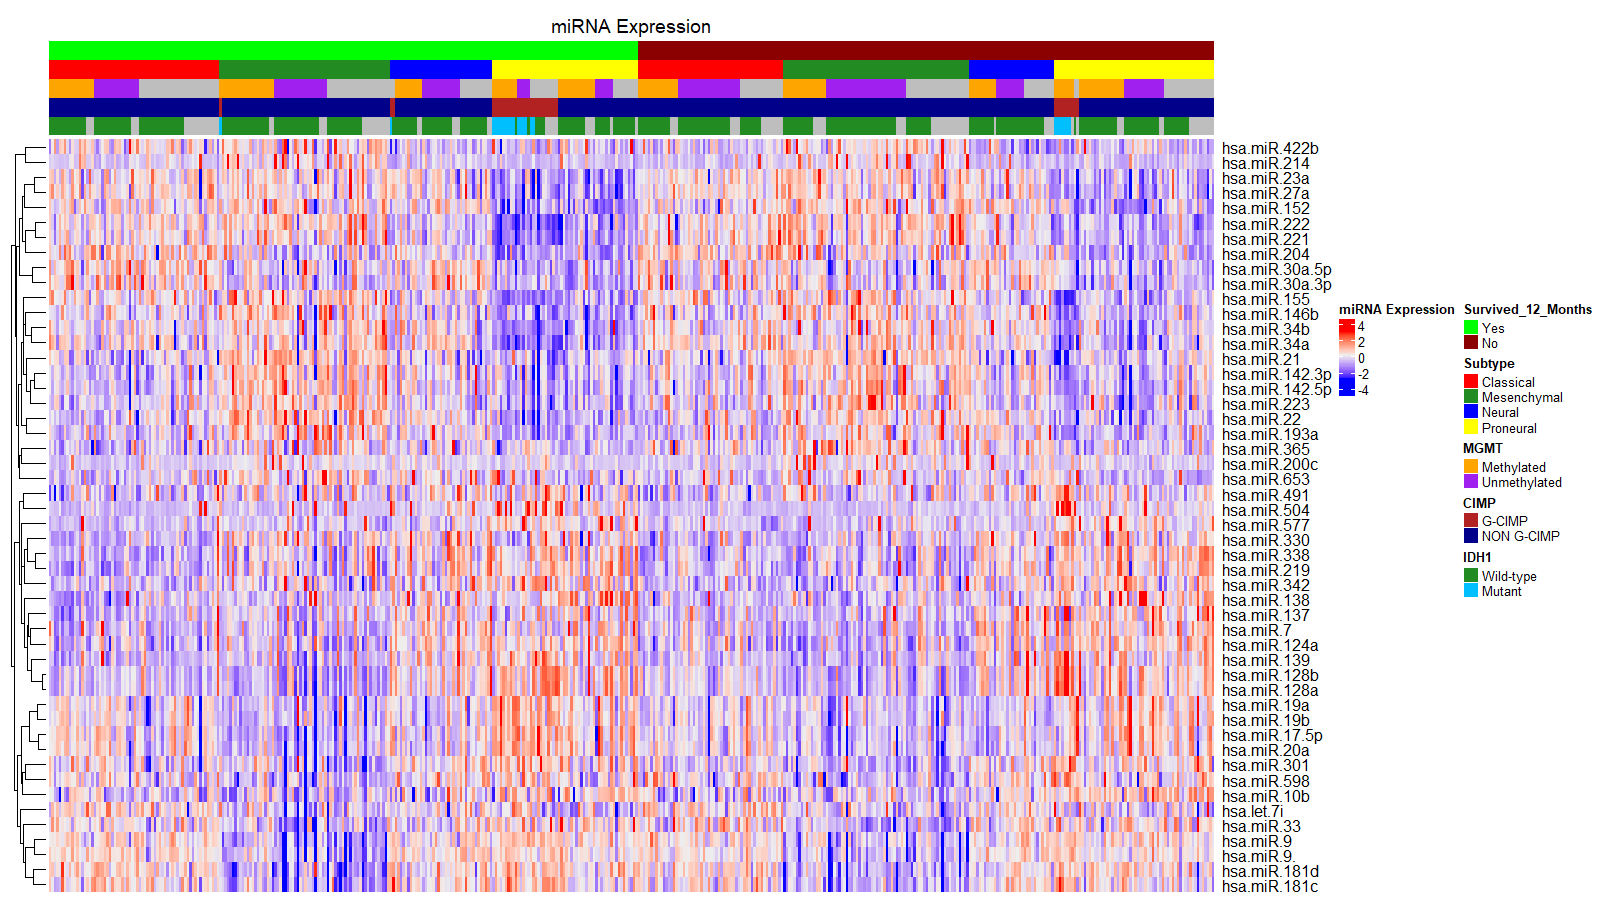 miRNA Expression
hsa.miR.422b
hsa.miR.214
hsa.miR.23a
hsa.miR.27a
hsa.miR.152
hsa.miR.222
hsa.miR.221
hsa.miR.204
hsa.miR.30a.5p
hsa.miR.30a.3p
hsa.miR.155
hsa.miR.146b
hsa.miR.34b
hsa.miR.34a
hsa.miR.21
hsa.miR.142.3p
hsa.miR.142.5p
hsa.miR.223
hsa.miR.22
hsa.miR.193a
hsa.miR.365
hsa.miR.200c
hsa.miR.653
hsa.miR.491
hsa.miR.504
hsa.miR.577
hsa.miR.330
hsa.miR.338
hsa.miR.219
hsa.miR.342
hsa.miR.138
hsa.miR.137
hsa.miR.7
hsa.miR.124a
hsa.miR.139
hsa.miR.128b
hsa.miR.128a
hsa.miR.19a
hsa.miR.19b
hsa.miR.17.5p
hsa.miR.20a
hsa.miR.301
hsa.miR.598
hsa.miR.10b
hsa.let.7i
hsa.miR.33
hsa.miR.9
hsa.miR.9.
hsa.miR.181d
hsa.miR.181c
miRNA Expression
4
2
0
-2
-4
Survived_12_Months
Yes
No
Subtype
Classical
Mesenchymal
Neural
Proneural
MGMT
Methylated
Unmethylated
CIMP
G-CIMP
NON G-CIMP
IDH1
Wild-type
Mutant